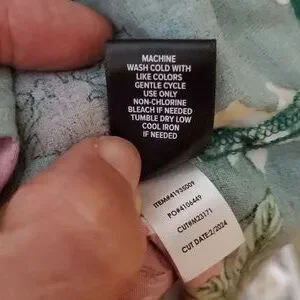 MACHINE
WASH COLD WITH
LIKE COLORS
GENTLE CYCLE
USE ONLY
NON-CHLORINE
BLEACH IF NEEDED
TUMBLE DRY LOW
COOL IRON
IF NEEDED
ITEM#41935009
PO#4106449
CUT#M23171
CUT DATE:2/2024